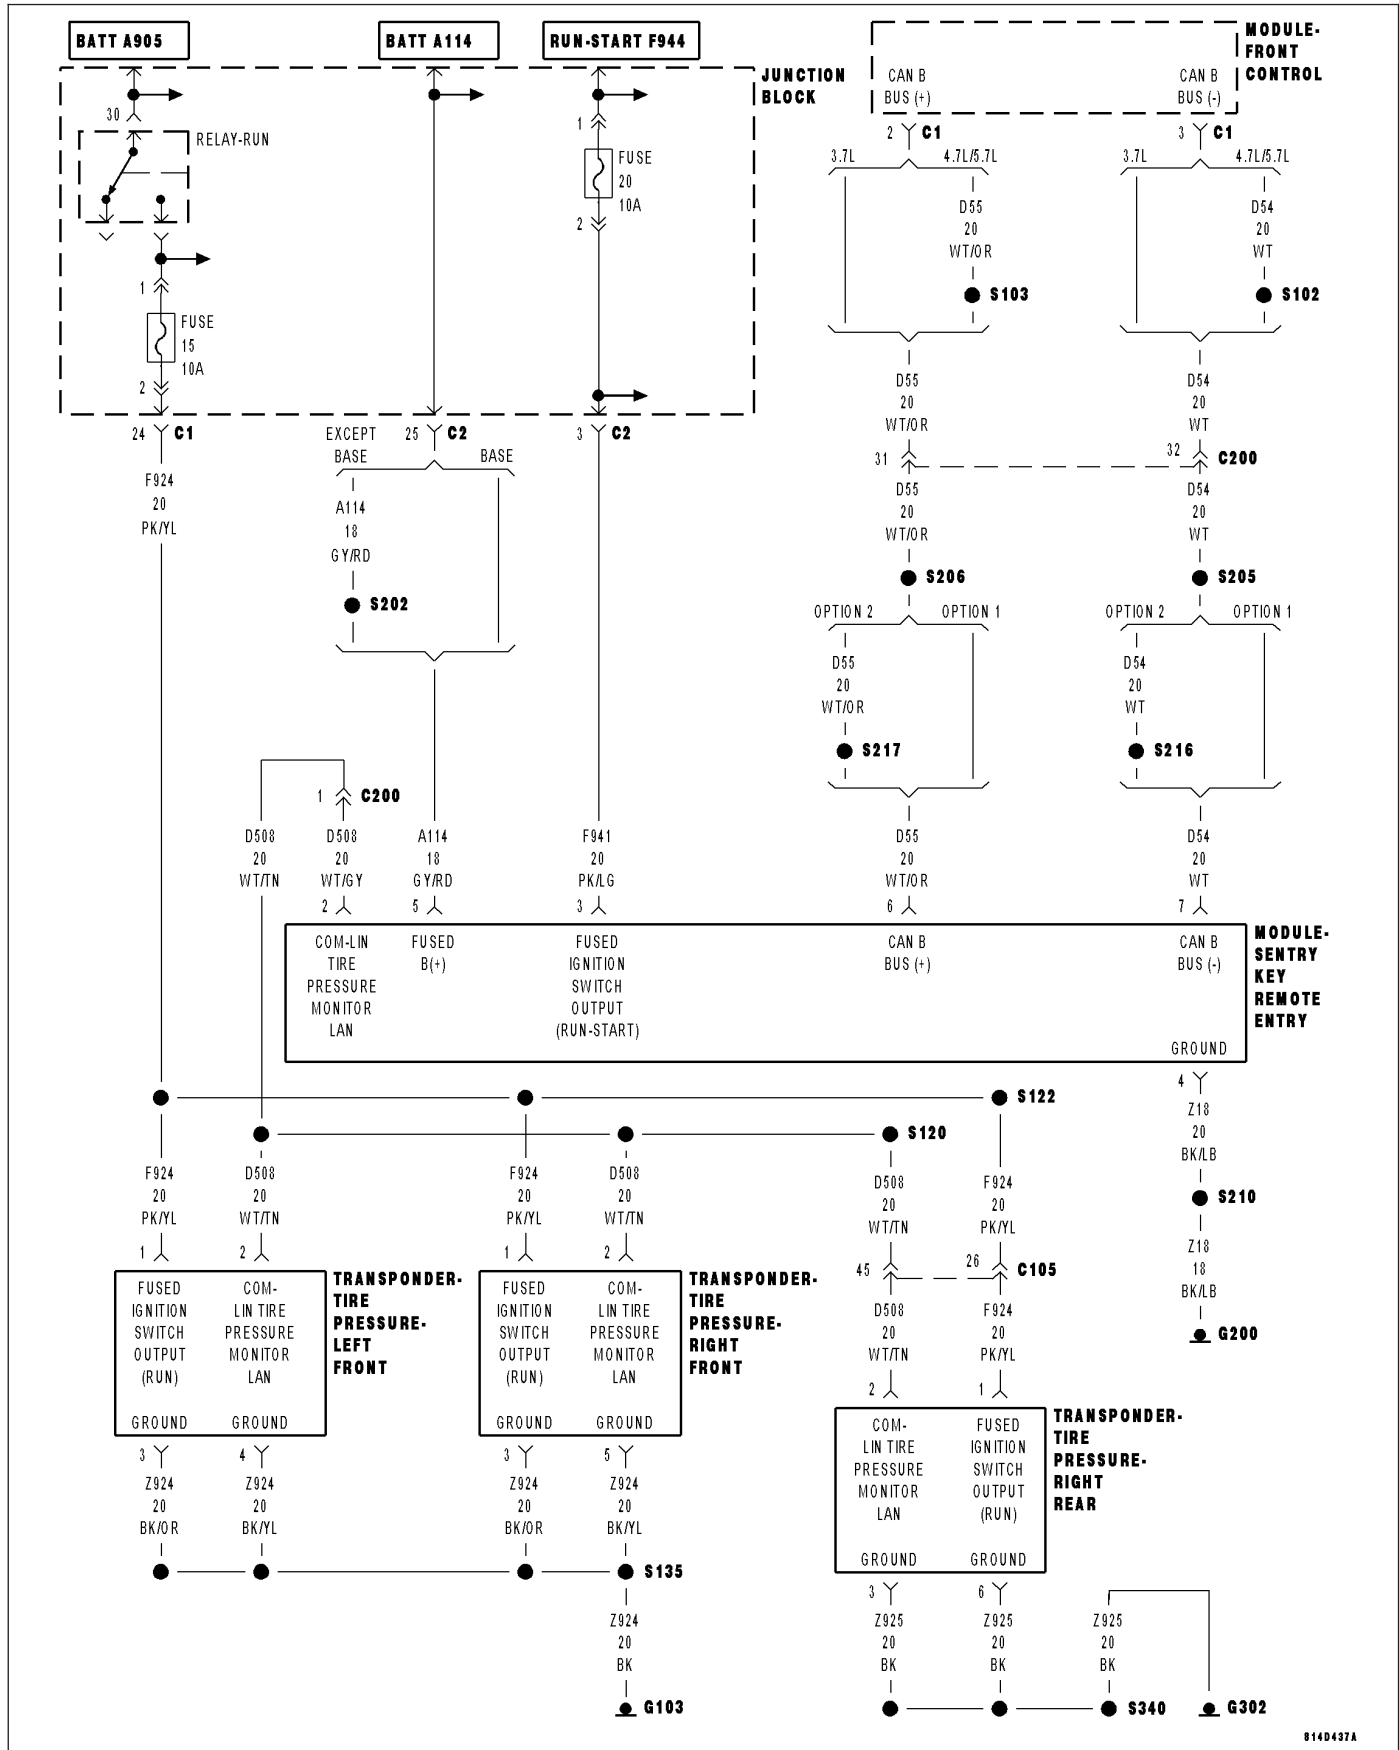 BATT A905
BATT A114
RUN-START F944
MODULE-
FRONT
CONTROL
JUNCTION
BLOCK
CAN B
BUS (+)
CAN B
BUS (-)
30
RELAY-RUN
1
FUSE
20
10A
2
2
C1
3
C1
3.7L
4.7L/5.7L
3.7L
4.7L/5.7L
D55
20
WT/OR
D54
20
WT
S103
S102
1
FUSE
15
10A
2
24
C1
EXCEPT
BASE
25
C2
BASE
3
C2
D55
20
WT/OR
D54
20
WT
31
32
C200
F924
20
PK/YL
A114
18
GY/RD
D55
20
WT/OR
D54
20
WT
S202
S206
S205
OPTION 2
OPTION 1
OPTION 2
OPTION 1
D55
20
WT/OR
D54
20
WT
S217
S216
1
C200
D508
20
WT/TN
D508
20
WT/GY
A114
18
GY/RD
F941
20
PK/LG
D55
20
WT/OR
D54
20
WT
2
5
3
6
7
COM-LIN
TIRE
PRESSURE
MONITOR
LAN
FUSED
B(+)
FUSED
IGNITION
SWITCH
OUTPUT
(RUN-START)
CAN B
BUS (+)
CAN B
BUS (-)
MODULE-
SENTRY
KEY
REMOTE
ENTRY
GROUND
4
S122
Z18
20
BK/LB
S120
F924
20
PK/YL
D508
20
WT/TN
F924
20
PK/YL
D508
20
WT/TN
D508
20
WT/TN
F924
20
PK/YL
S210
Z18
18
BK/LB
G200
1
2
1
2
45
26
C105
FUSED
IGNITION
SWITCH
OUTPUT
(RUN)
COM-
LIN TIRE
PRESSURE
MONITOR
LAN
TRANSPONDER-
TIRE
PRESSURE-
LEFT
FRONT
FUSED
IGNITION
SWITCH
OUTPUT
(RUN)
COM-
LIN TIRE
PRESSURE
MONITOR
LAN
TRANSPONDER-
TIRE
PRESSURE-
RIGHT
FRONT
D508
20
WT/TN
F924
20
PK/YL
2
1
GROUND
GROUND
GROUND
GROUND
3
4
3
5
COM-
LIN TIRE
PRESSURE
MONITOR
LAN
FUSED
IGNITION
SWITCH
OUTPUT
(RUN)
TRANSPONDER-
TIRE
PRESSURE-
RIGHT
REAR
Z924
20
BK/OR
Z924
20
BK/YL
Z924
20
BK/OR
Z924
20
BK/YL
GROUND
GROUND
S135
3
6
Z924
20
BK
Z925
20
BK
Z925
20
BK
Z925
20
BK
G103
S340
G302
814D437A